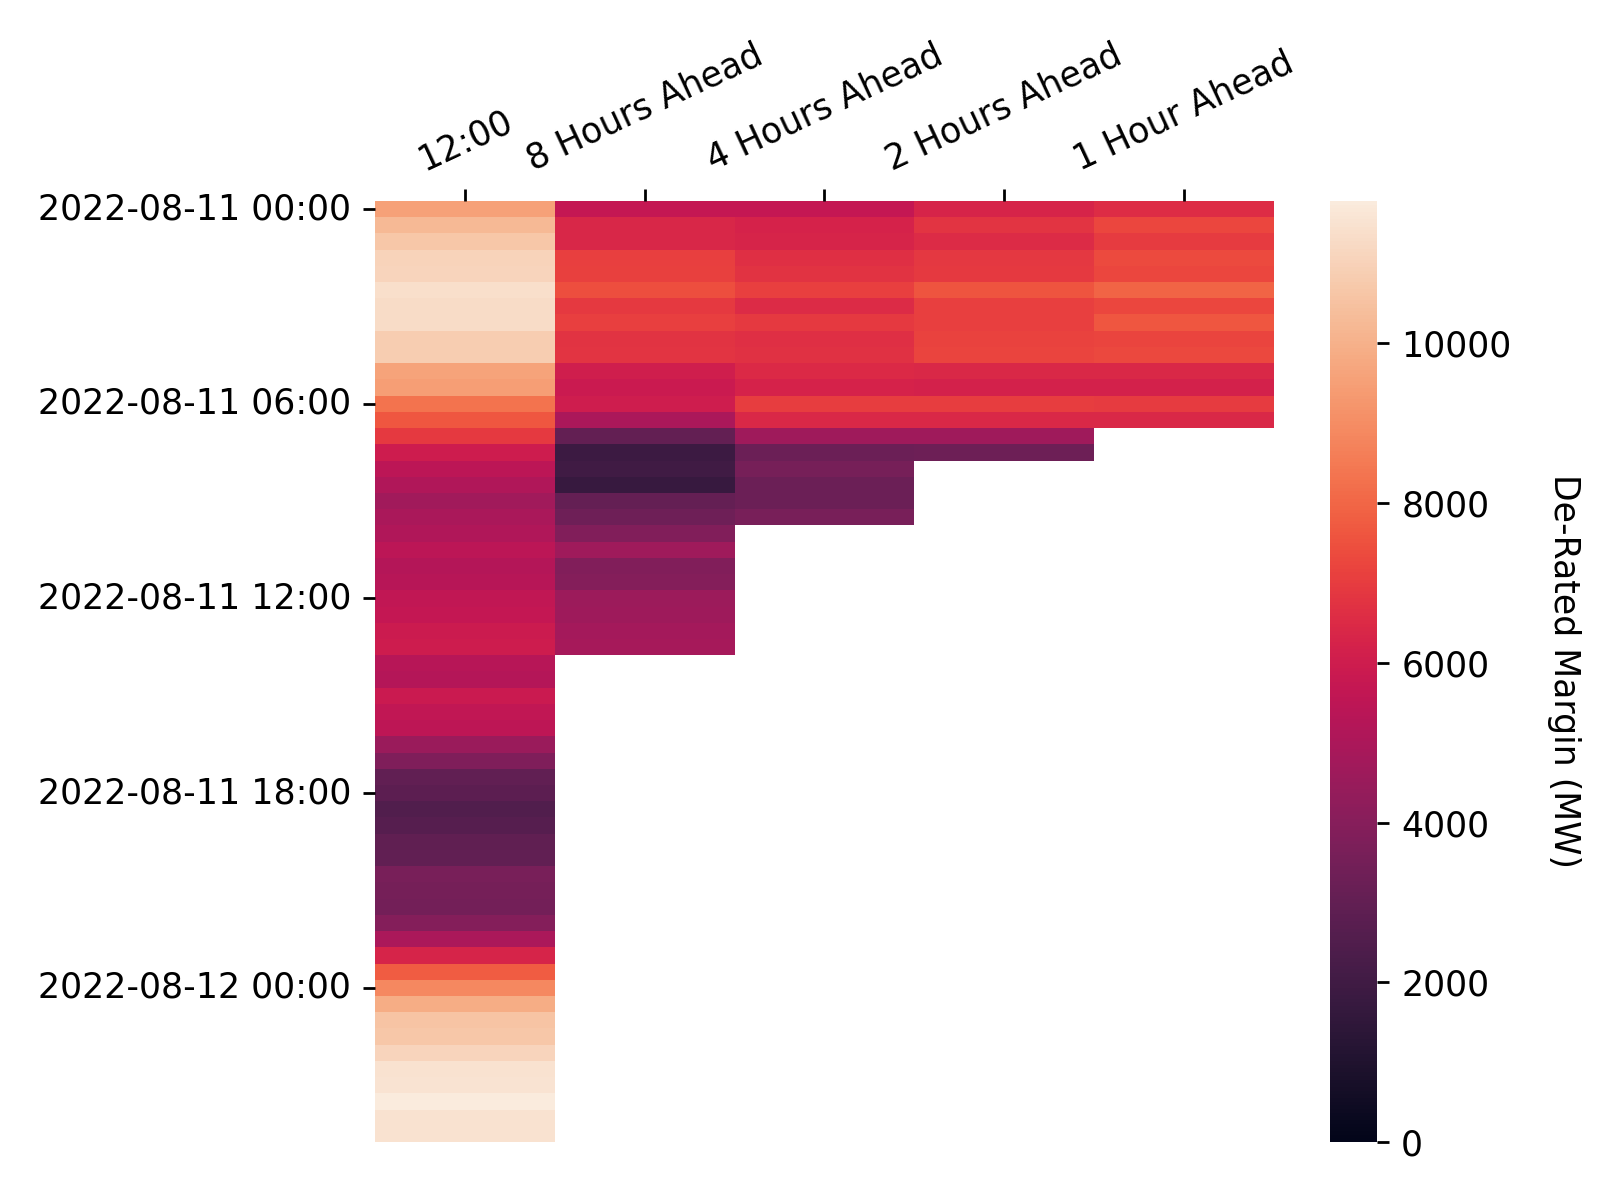 12:00
8 Hours Ahead
4 Hours Ahead
2 Hours Ahead
1 Hour Ahead
2022-08-11 00:00
2022-08-11 06:00
2022-08-11 12:00
2022-08-11 18:00
2022-08-12 00:00
10000
8000
6000
4000
2000
0
De-Rated Margin (MW)